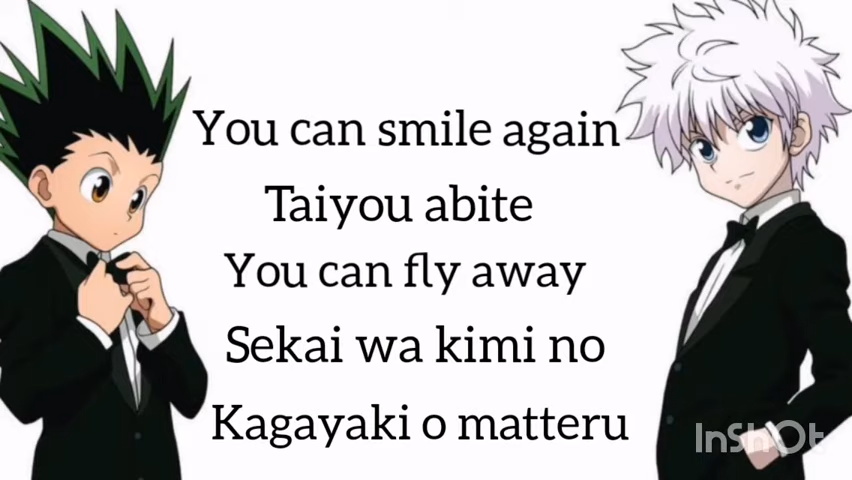 You can smile again
Taiyou abite
You can fly away
Sekai wa kimi no
Kagayaki o matteru
InShOt